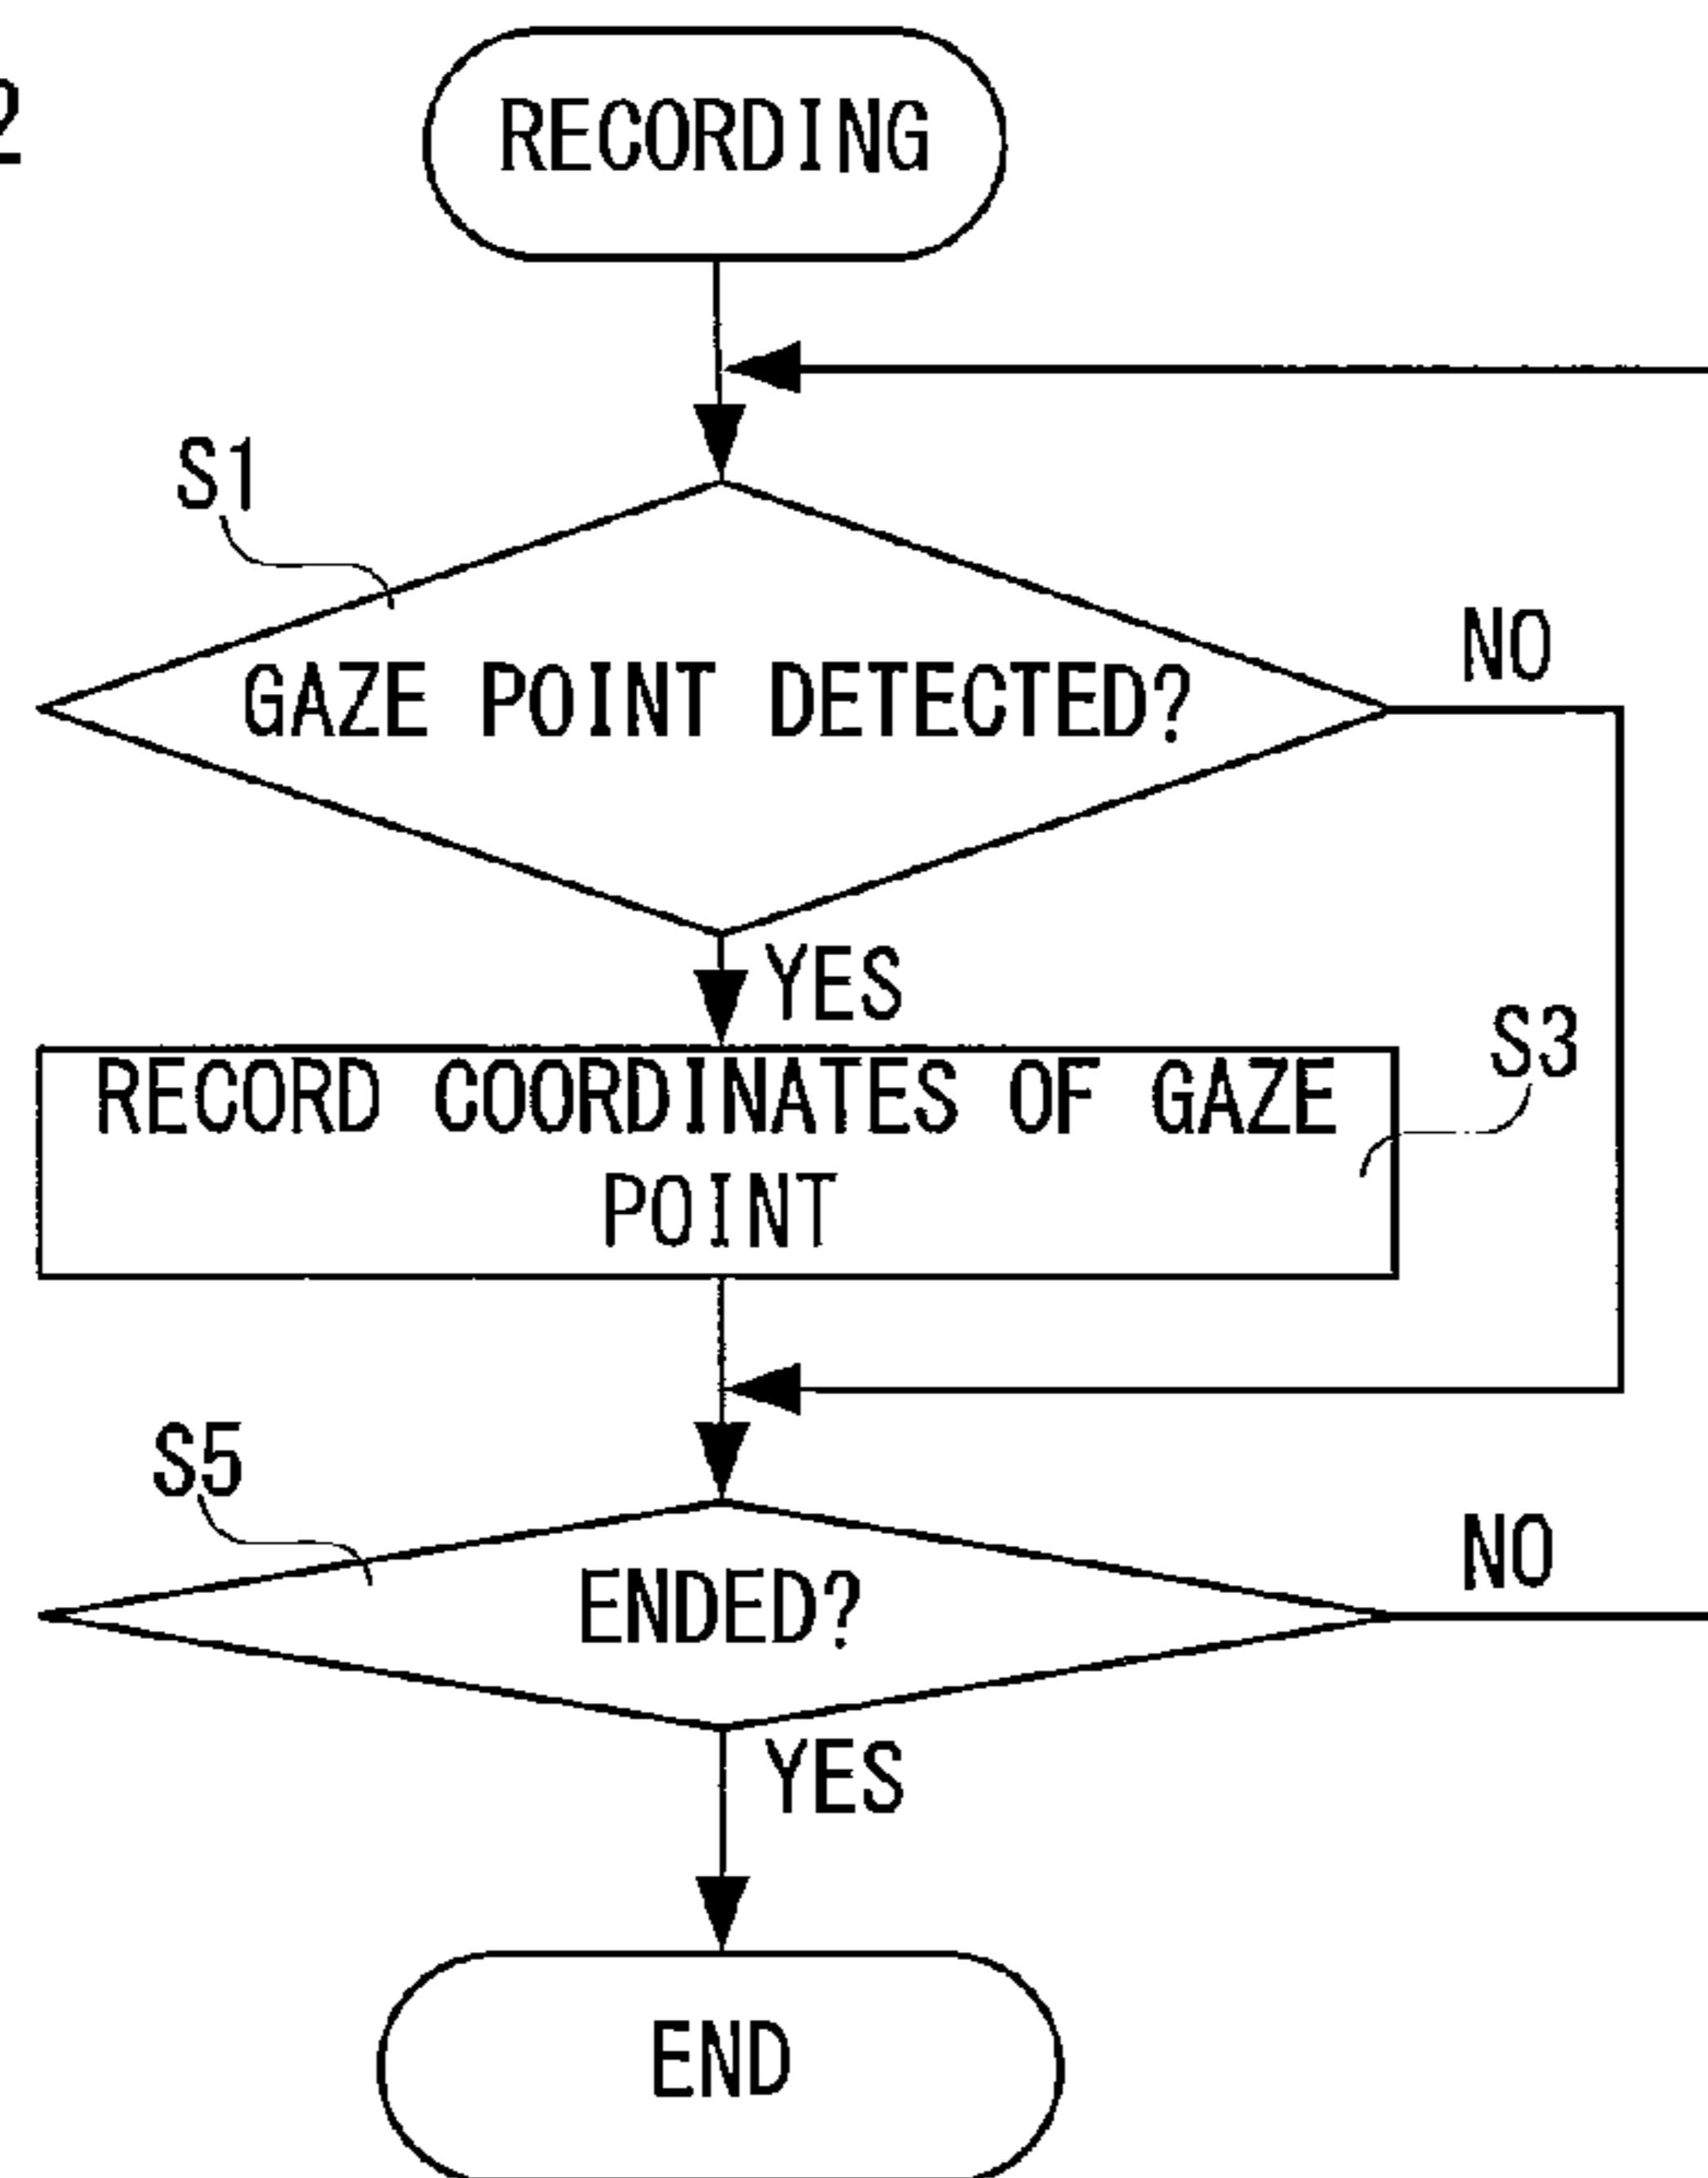 2
RECORDING
S1
GAZE POINT DETECTED?
NO
YES
S3
RECORD COORDINATES OF GAZE
POINT
S5
ENDED?
NO
YES
END